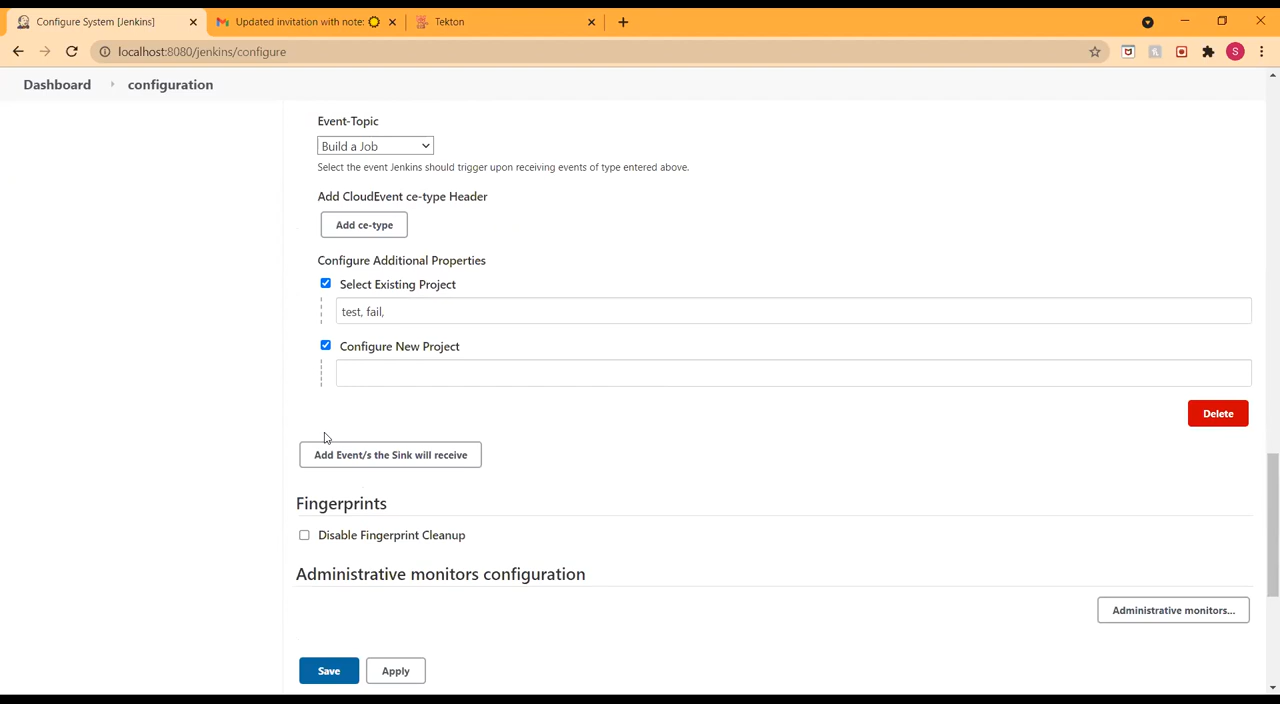 Configure System [Jenkins]
Updated invitation with note:
Tekton
localhost:8080/jenkins/configure
S
Dashboard
configuration
Event-Topic
Build a Job
Select the event Jenkins should trigger upon receiving events of type entered above.
Add CloudEvent ce-type Header
Add ce-type
Configure Additional Properties
Select Existing Project
test, fail,
Configure New Project
Delete
Add Event/s the Sink will receive
Fingerprints
Disable Fingerprint Cleanup
Administrative monitors configuration
Administrative monitors...
Save
Apply